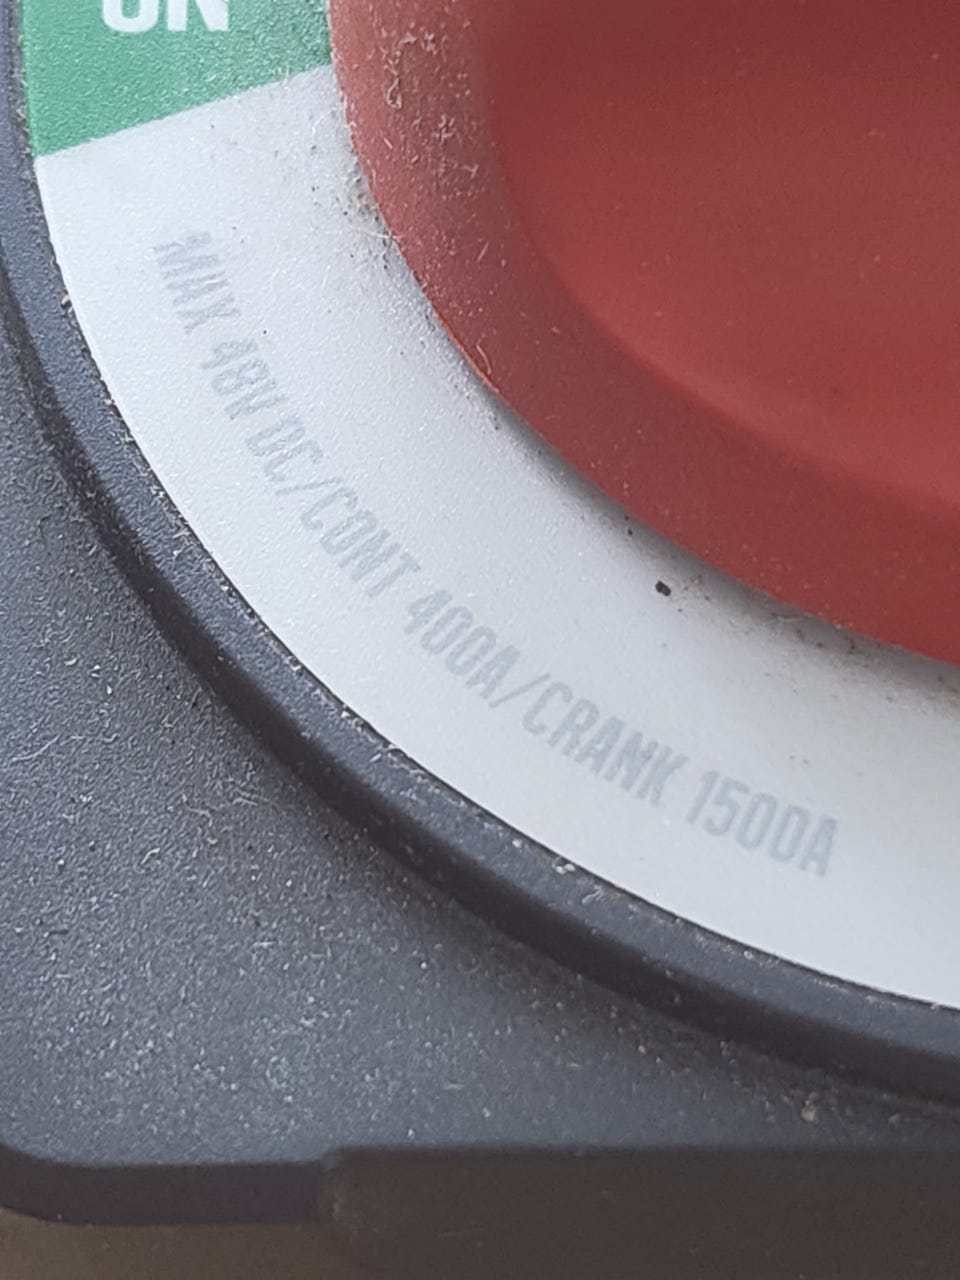 ON
MAX 48V DC/CONT 400A/CRANK 1500A